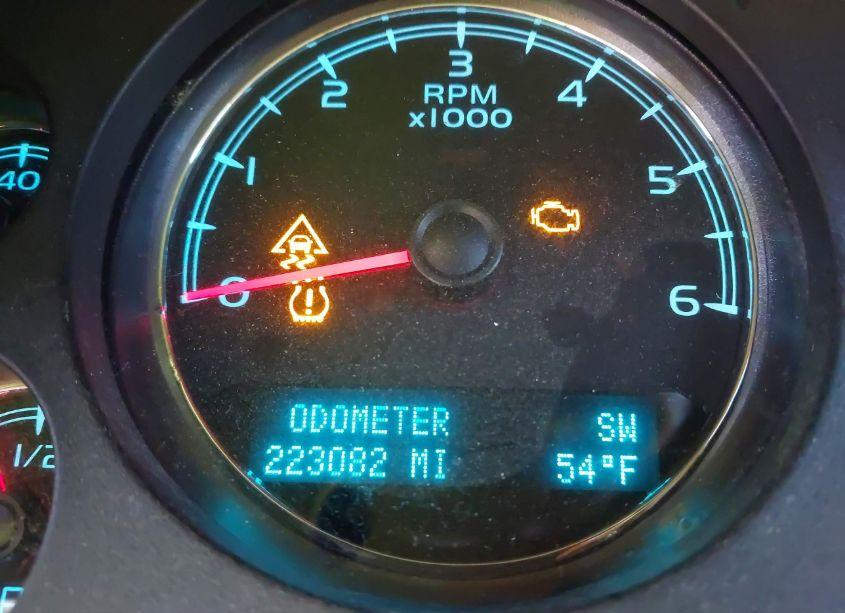 3
2
4
RPM
x1000
1
5
40
0
6
!
ODOMETER
SW
223082 MI
54°F
1/2